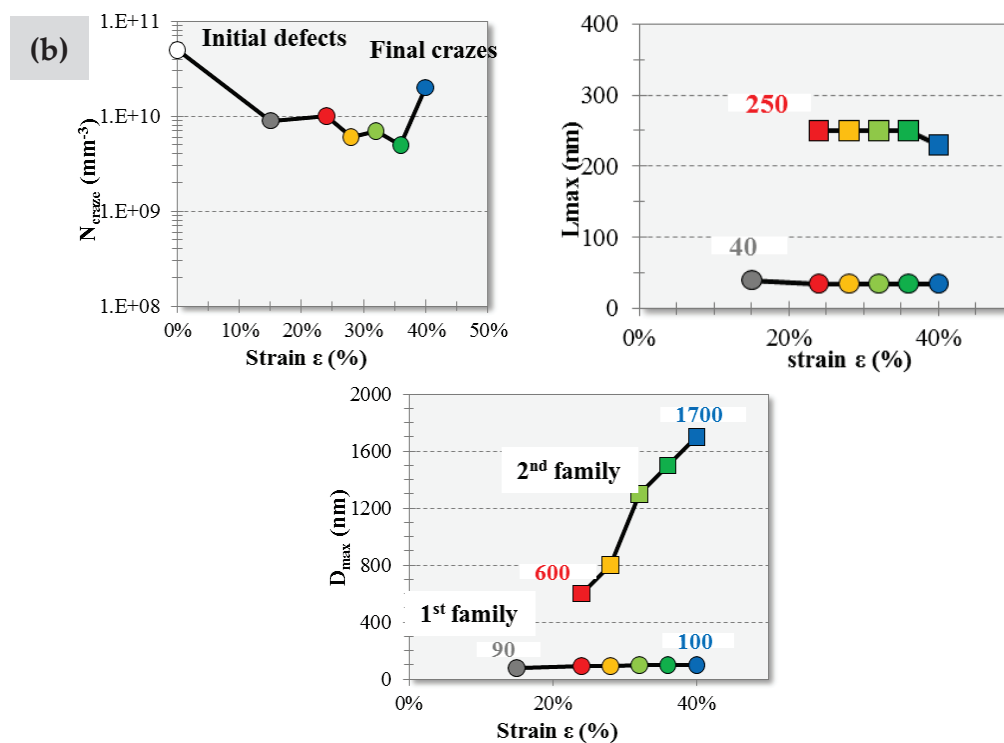 (b)
1.E+11
1.E+10
1.E+09
1.E+08
N_craze (mm⁻³)
Initial defects
Final crazes
0% 10% 20% 30% 40% 50%
Strain ε (%)
400
300
200
100
0
Lmax (nm)
250
40
0% 20% 40%
strain ε (%)
2000
1600
1200
800
400
0
D_max (nm)
1700
2nd family
600
1st family
90
100
0% 20% 40%
Strain ε (%)